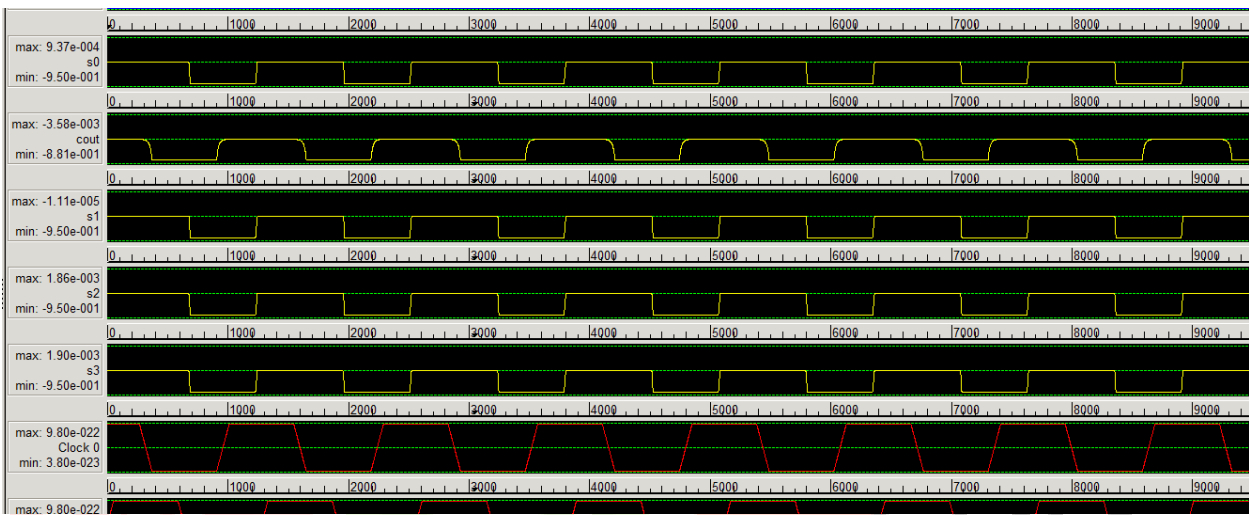 0 1000 2000 3000 4000 5000 6000 7000 8000 9000
max: 9.37e-004
s0
min: -9.50e-001
0 1000 2000 3000 4000 5000 6000 7000 8000 9000
max: -3.58e-003
cout
min: -8.81e-001
0 1000 2000 3000 4000 5000 6000 7000 8000 9000
max: -1.11e-005
s1
min: -9.50e-001
0 1000 2000 3000 4000 5000 6000 7000 8000 9000
max: 1.86e-003
s2
min: -9.50e-001
0 1000 2000 3000 4000 5000 6000 7000 8000 9000
max: 1.90e-003
s3
min: -9.50e-001
0 1000 2000 3000 4000 5000 6000 7000 8000 9000
max: 9.80e-022
Clock 0
min: 3.80e-023
0 1000 2000 3000 4000 5000 6000 7000 8000 9000
max: 9.80e-022